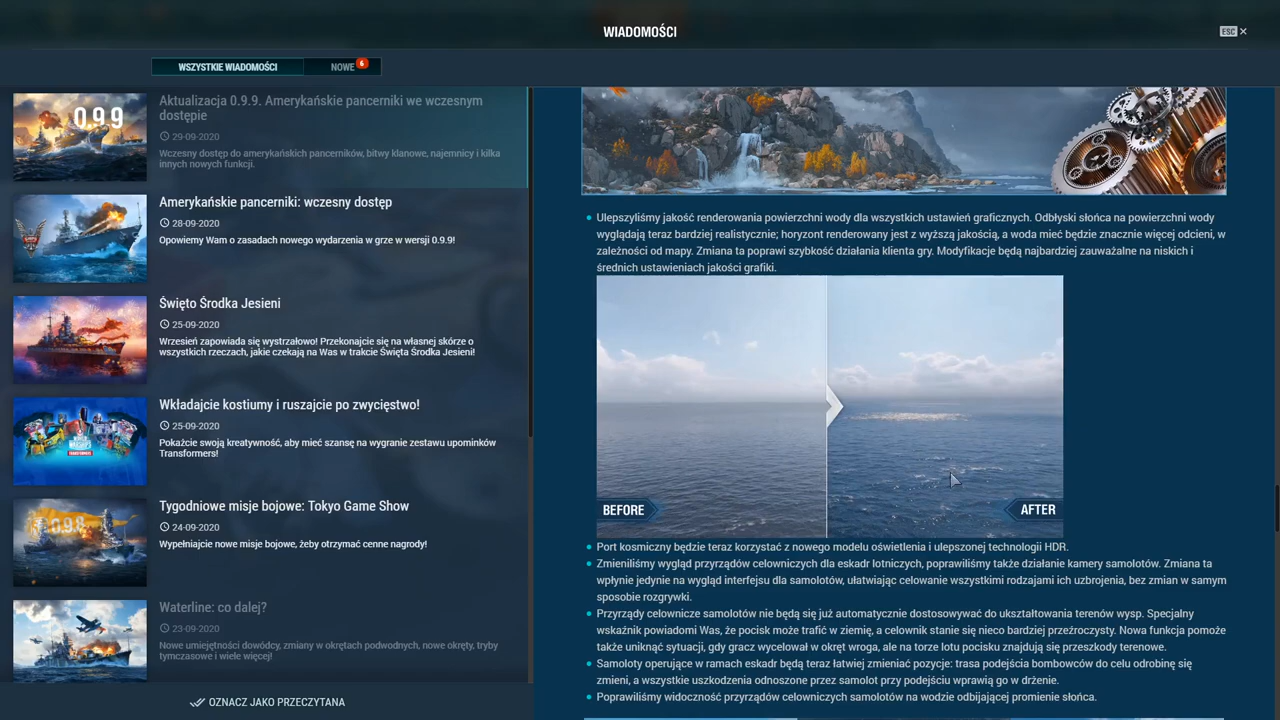 WIADOMOŚCI
ESC ×
WSZYSTKIE WIADOMOŚCI
NOWE
6
0.9.9
Aktualizacja 0.9.9. Amerykańskie pancerniki we wczesnym
dostępie
29-09-2020
Wczesny dostęp do amerykańskich pancerników, bitwy klanowe, najemnicy i kilka
innych nowych funkcji.
Amerykańskie pancerniki: wczesny dostęp
28-09-2020
Opowiemy Wam o zasadach nowego wydarzenia w grze w wersji 0.9.9!
Święto Środka Jesieni
25-09-2020
Wrzesień zapowiada się wystrzałowo! Przekonajcie się na własnej skórze o
wszystkich rzeczach, jakie czekają na Was w trakcie Święta Środka Jesieni!
Wkładajcie kostiumy i ruszajcie po zwycięstwo!
25-09-2020
Pokażcie swoją kreatywność, aby mieć szansę na wygranie zestawu upominków
Transformers!
0.9.8
Tygodniowe misje bojowe: Tokyo Game Show
24-09-2020
Wypełniajcie nowe misje bojowe, żeby otrzymać cenne nagrody!
Waterline: co dalej?
23-09-2020
Nowe umiejętności dowódcy, zmiany w okrętach podwodnych, nowe okręty, tryby
tymczasowe i wiele więcej!
OZNACZ JAKO PRZECZYTANA
Ulepszyliśmy jakość renderowania powierzchni wody dla wszystkich ustawień graficznych. Odbłyski słońca na powierzchni wody
wyglądają teraz bardziej realistycznie; horyzont renderowany jest z wyższą jakością, a woda mieć będzie znacznie więcej odcieni, w
zależności od mapy. Zmiana ta poprawi szybkość działania klienta gry. Modyfikacje będą najbardziej zauważalne na niskich i
średnich ustawieniach jakości grafiki.
BEFORE
AFTER
Port kosmiczny będzie teraz korzystać z nowego modelu oświetlenia i ulepszonej technologii HDR.
Zmieniliśmy wygląd przyrządów celowniczych dla eskadr lotniczych, poprawiliśmy także działanie kamery samolotów. Zmiana ta
wpłynie jedynie na wygląd interfejsu dla samolotów, ułatwiając celowanie wszystkimi rodzajami ich uzbrojenia, bez zmian w samym
sposobie rozgrywki.
Przyrządy celownicze samolotów nie będą się już automatycznie dostosowywać do ukształtowania terenów wysp. Specjalny
wskaźnik powiadomi Was, że pocisk może trafić w ziemię, a celownik stanie się nieco bardziej przeźroczysty. Nowa funkcja pomoże
także uniknąć sytuacji, gdy gracz wycelował w okręt wroga, ale na torze lotu pocisku znajdują się przeszkody terenowe.
Samoloty operujące w ramach eskadr będą teraz łatwiej zmieniać pozycje: trasa podejścia bombowców do celu odrobinę się
zmieni, a wszystkie uszkodzenia odnoszone przez samolot przy podejściu wprawią go w drżenie.
Poprawiliśmy widoczność przyrządów celowniczych samolotów na wodzie odbijającej promienie słońca.